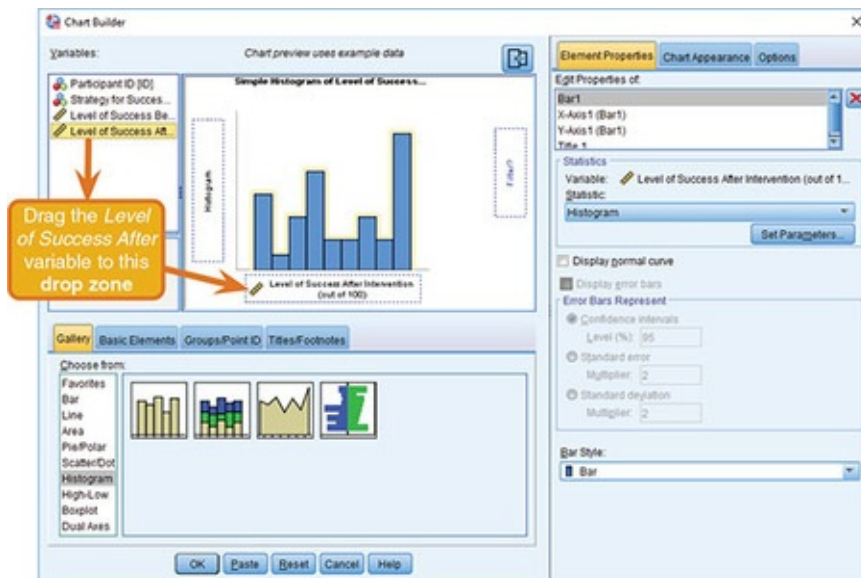 Chart Builder
Variables:
Chart preview uses example data
Participant ID [ID]
Strategy for Succes...
Level of Success Be...
Level of Success Aft...
Simple Histogram of Level of Success...
Histogram
Filter?
Level of Success After Intervention
(out of 100)
Drag the Level
of Success After
variable to this
drop zone
Gallery Basic Elements Groups/Point ID Titles/Footnotes
Choose from:
Favorites
Bar
Line
Area
Pie/Polar
Scatter/Dot
Histogram
High-Low
Boxplot
Dual Axes
OK Paste Reset Cancel Help
Element Properties Chart Appearance Options
Edit Properties of:
Bar1
X-Axis1 (Bar1)
Y-Axis1 (Bar1)
Title 1
Statistics
Variable: Level of Success After Intervention (out of 1...
Statistic:
Histogram
Set Parameters...
Display normal curve
Display error bars
Error Bars Represent
Confidence intervals
Level (%): 95
Standard error
Multiplier: 2
Standard deviation
Multiplier: 2
Bar Style:
Bar